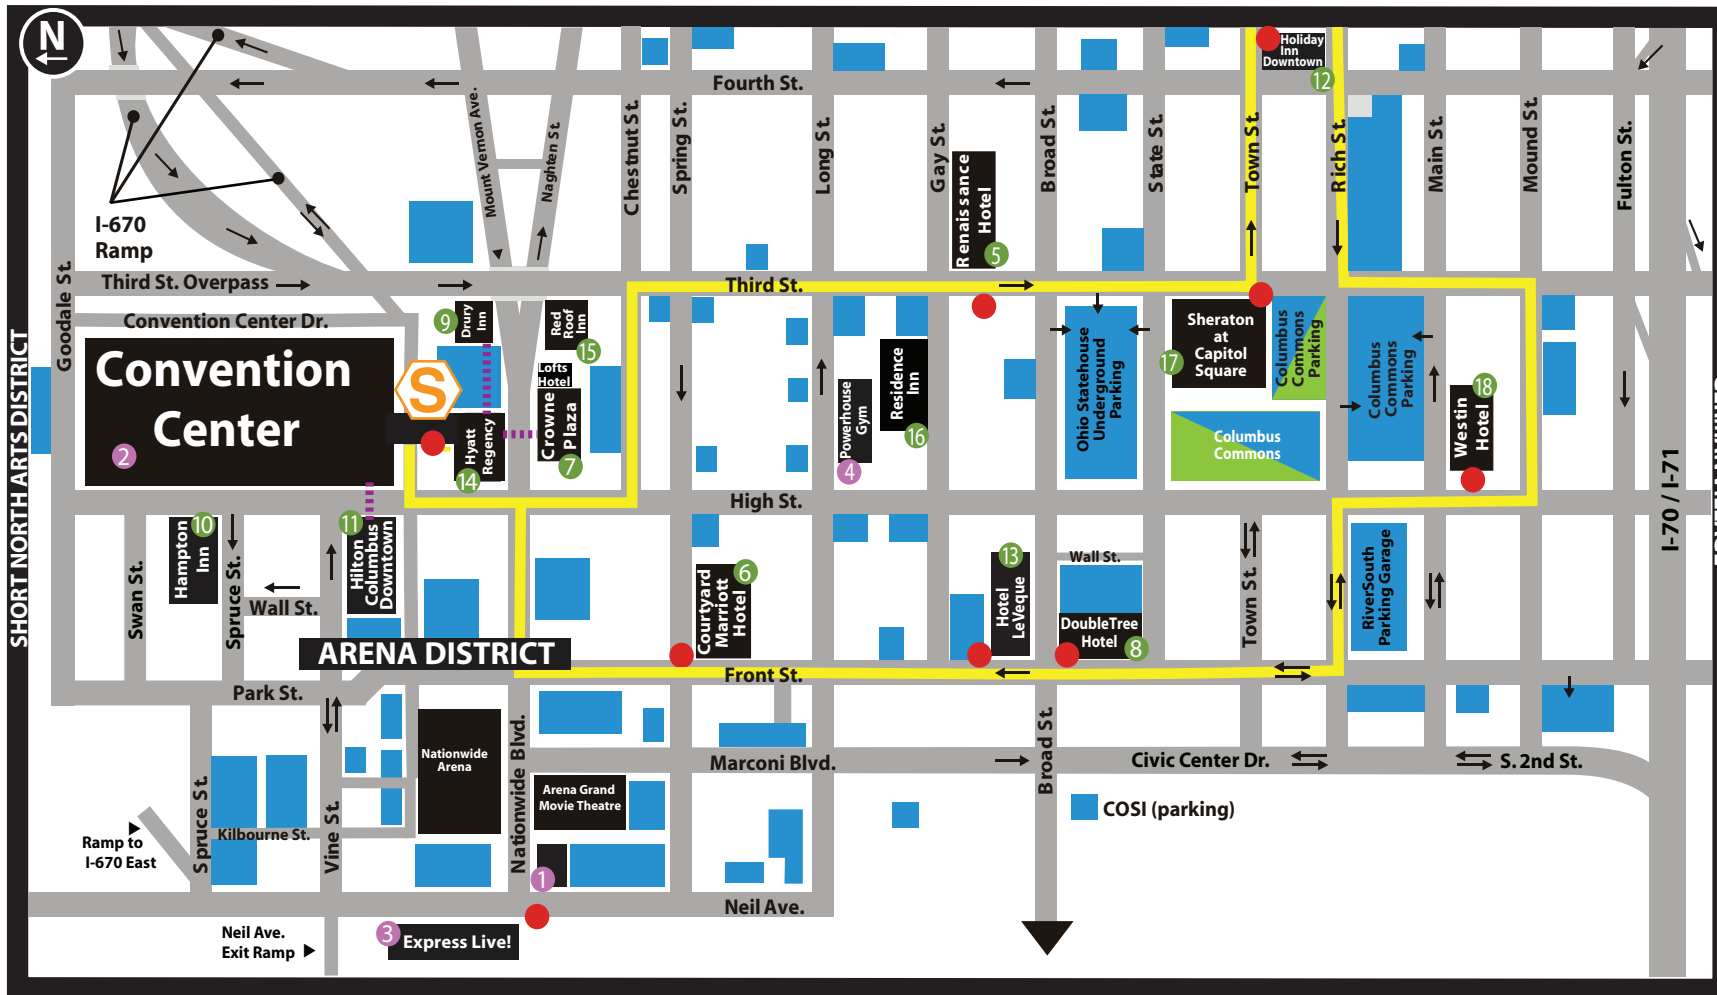 N
Holiday
Inn
Downtown
12
Fourth St.
I-670
Ramp
Mount Vernon Ave.
Naghten St.
Chestnut St.
Spring St.
Long St.
Gay St.
Renaissance
Hotel
5
Broad St.
State St.
Town St.
Rich St.
Main St.
Mound St.
Fulton St.
Goodale St.
Third St. Overpass
Third St.
Convention Center Dr.
SHORT NORTH ARTS DISTRICT
Convention
Center
2
S
9
Drury
Inn
Red
Roof
Inn
15
Lofts
Hotel
Crowne
Plaza
7
Hyatt
Regency
14
Powerhouse
Gym
4
Residence
Inn
16
Ohio Statehouse
Underground
Parking
Sheraton
at
Capitol
Square
17
Columbus
Commons
Parking
Columbus
Commons
Parking
Columbus
Commons
Westin
Hotel
18
I-70 / I-71
High St.
Swan St.
Hampton
Inn
10
Spruce St.
Wall St.
11
Hilton
Columbus
Downtown
ARENA DISTRICT
Courtyard
Marriott
Hotel
6
Hotel
LeVeque
13
Wall St.
DoubleTree
Hotel
8
Town St.
RiverSouth
Parking Garage
Park St.
Front St.
Spruce St.
Vine St.
Kilbourne St.
Nationwide
Arena
Nationwide Blvd.
Arena Grand
Movie Theatre
Marconi Blvd.
Broad St.
Civic Center Dr.
S. 2nd St.
COSI (parking)
Ramp to
I-670 East
1
Neil Ave.
Neil Ave.
Exit Ramp
3
Express Live!